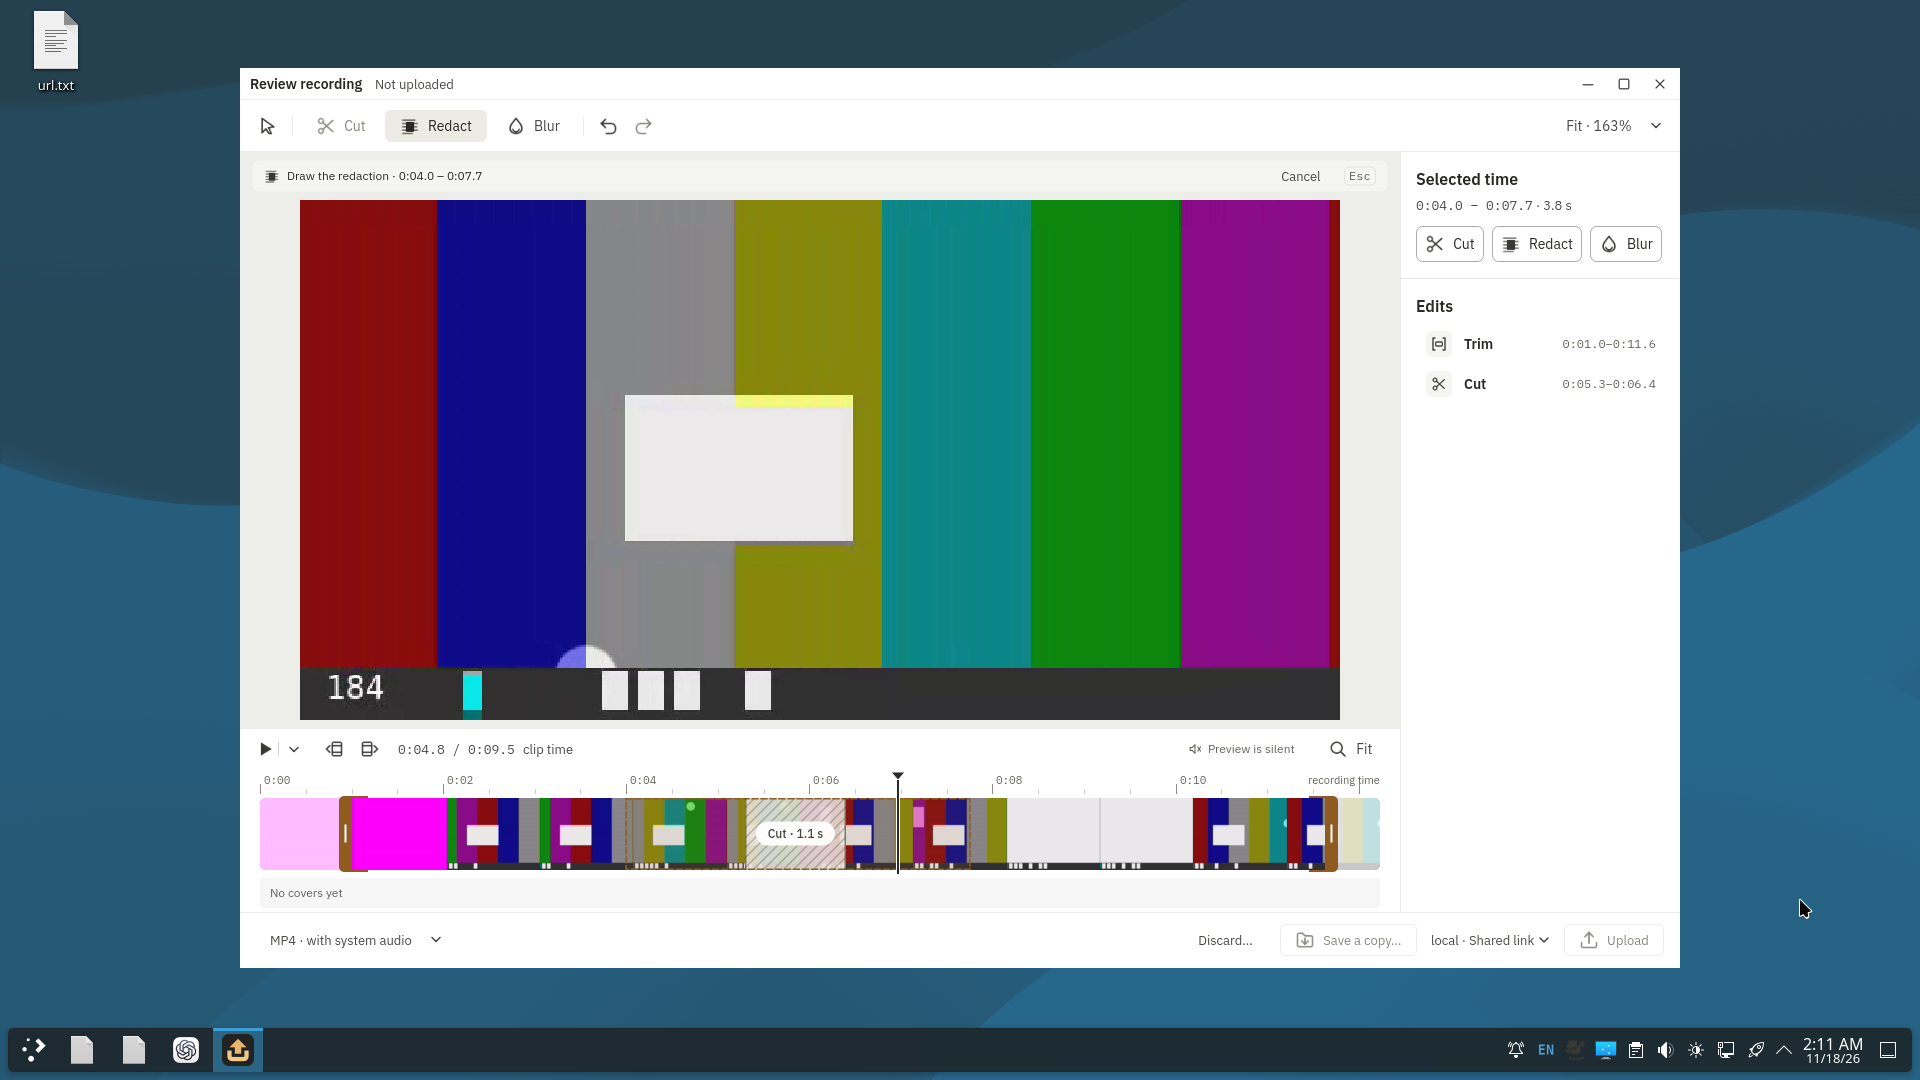 url.txt
Review recording Not uploaded
Cut Redact Blur Fit · 163%
Draw the redaction · 0:04.0 – 0:07.7 Cancel Esc
184
Selected time
0:04.0 – 0:07.7 · 3.8 s
Cut Redact Blur
Edits
Trim 0:01.0–0:11.6
Cut 0:05.3–0:06.4
0:04.8 / 0:09.5 clip time Preview is silent Fit
0:00 0:02 0:04 0:06 0:08 0:10 recording time
Cut · 1.1 s
No covers yet
MP4 · with system audio Discard... Save a copy... local · Shared link Upload
EN 2:11 AM
11/18/26